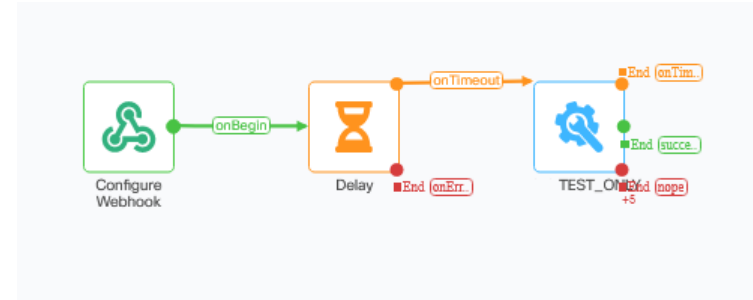 End onTim..
onTimeout
onBegin
End succe..
Configure
Webhook
Delay
End onErr..
TEST_ONLY
End nope
+5